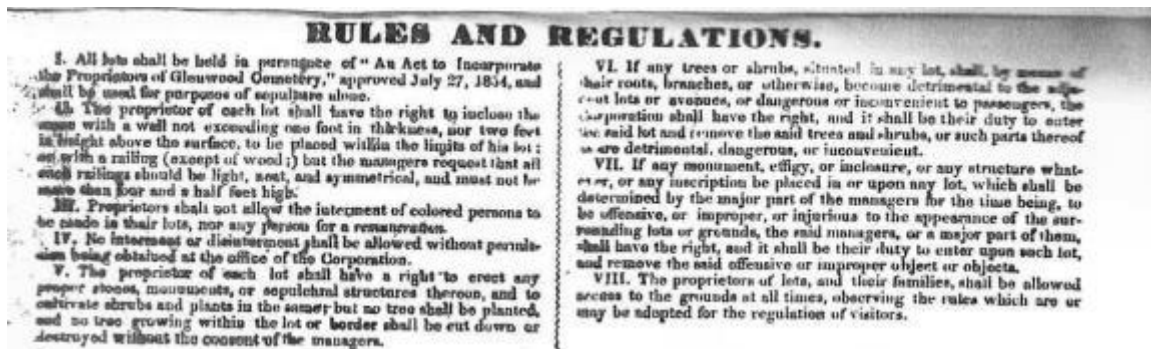 RULES AND REGULATIONS.
I. All lots shall be held in pursuance of "An Act to Incorporate
the Proprietors of Glenwood Cemetery," approved July 27, 1854, and
shall be used for purposes of sepulture alone.
II. The proprietor of each lot shall have the right to inclose the
same with a wall not exceeding one foot in thickness, nor two feet
in height above the surface, to be placed within the limits of his lot;
or with a railing (except of wood;) but the managers request that all
such railings should be light, neat, and symmetrical, and must not be
more than four and a half feet high.
III. Proprietors shall not allow the interment of colored persons to
be made in their lots, nor any person for a remuneration.
IV. No interment or disinterment shall be allowed without permis-
sion being obtained at the office of the Corporation.
V. The proprietor of each lot shall have a right to erect any
proper stones, monuments, or sepulchral structures thereon, and to
cultivate shrubs and plants in the same; but no tree shall be planted,
and no tree growing within the lot or border shall be cut down or
destroyed without the consent of the managers.
VI. If any trees or shrubs, situated in any lot, shall, by means of
their roots, branches, or otherwise, become detrimental to the adja-
cent lots or avenues, or dangerous or inconvenient to passengers, the
Corporation shall have the right, and it shall be their duty to enter
the said lot and remove the said trees and shrubs, or such parts thereof
as are detrimental, dangerous, or inconvenient.
VII. If any monument, effigy, or inclosure, or any structure what-
ever, or any inscription be placed in or upon any lot, which shall be
determined by the major part of the managers for the time being, to
be offensive, or improper, or injurious to the appearance of the sur-
rounding lots or grounds, the said managers, or a major part of them,
shall have the right, and it shall be their duty to enter upon such lot,
and remove the said offensive or improper object or objects.
VIII. The proprietors of lots, and their families, shall be allowed
access to the grounds at all times, observing the rules which are or
may be adopted for the regulation of visitors.